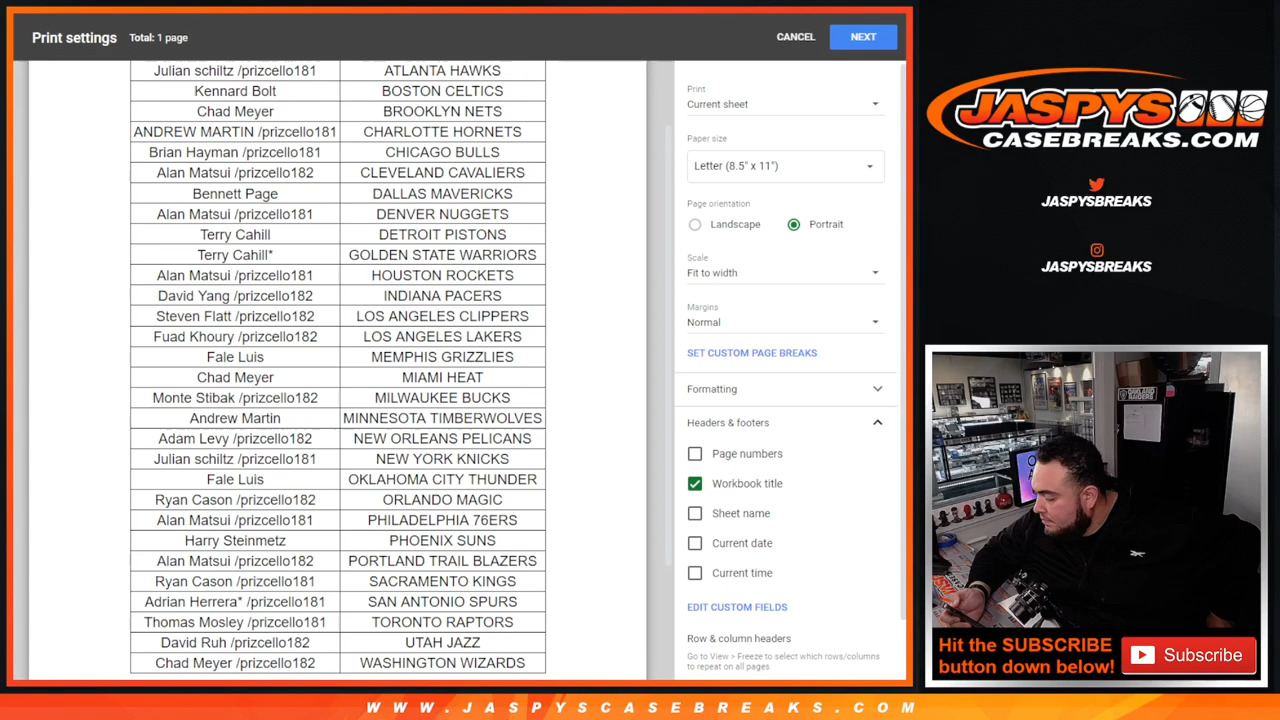 Print settings Total: 1 page CANCEL NEXT
Julian schiltz /prizcello181 ATLANTA HAWKS
Kennard Bolt BOSTON CELTICS
Chad Meyer BROOKLYN NETS
ANDREW MARTIN /prizcello181 CHARLOTTE HORNETS
Brian Hayman /prizcello181 CHICAGO BULLS
Alan Matsui /prizcello182 CLEVELAND CAVALIERS
Bennett Page DALLAS MAVERICKS
Alan Matsui /prizcello181 DENVER NUGGETS
Terry Cahill DETROIT PISTONS
Terry Cahill* GOLDEN STATE WARRIORS
Alan Matsui /prizcello181 HOUSTON ROCKETS
David Yang /prizcello182 INDIANA PACERS
Steven Flatt /prizcello182 LOS ANGELES CLIPPERS
Fuad Khoury /prizcello182 LOS ANGELES LAKERS
Fale Luis MEMPHIS GRIZZLIES
Chad Meyer MIAMI HEAT
Monte Stibak /prizcello182 MILWAUKEE BUCKS
Andrew Martin MINNESOTA TIMBERWOLVES
Adam Levy /prizcello182 NEW ORLEANS PELICANS
Julian schiltz /prizcello181 NEW YORK KNICKS
Fale Luis OKLAHOMA CITY THUNDER
Ryan Cason /prizcello182 ORLANDO MAGIC
Alan Matsui /prizcello181 PHILADELPHIA 76ERS
Harry Steinmetz PHOENIX SUNS
Alan Matsui /prizcello182 PORTLAND TRAIL BLAZERS
Ryan Cason /prizcello181 SACRAMENTO KINGS
Adrian Herrera* /prizcello181 SAN ANTONIO SPURS
Thomas Mosley /prizcello181 TORONTO RAPTORS
David Ruh /prizcello182 UTAH JAZZ
Chad Meyer /prizcello182 WASHINGTON WIZARDS
Print
Current sheet
Paper size
Letter (8.5" x 11")
Page orientation
Landscape Portrait
Scale
Fit to width
Margins
Normal
SET CUSTOM PAGE BREAKS
Formatting
Headers & footers
Page numbers
Workbook title
Sheet name
Current date
Current time
EDIT CUSTOM FIELDS
Row & column headers
Go to View > Freeze to select which rows/columns
to repeat on all pages
JASPYS
CASEBREAKS.COM
JASPYSBREAKS
JASPYSBREAKS
OAKLAND
RAIDERS
Hit the SUBSCRIBE
button down below!
Subscribe
WWW.JASPYSCASEBREAKS.COM